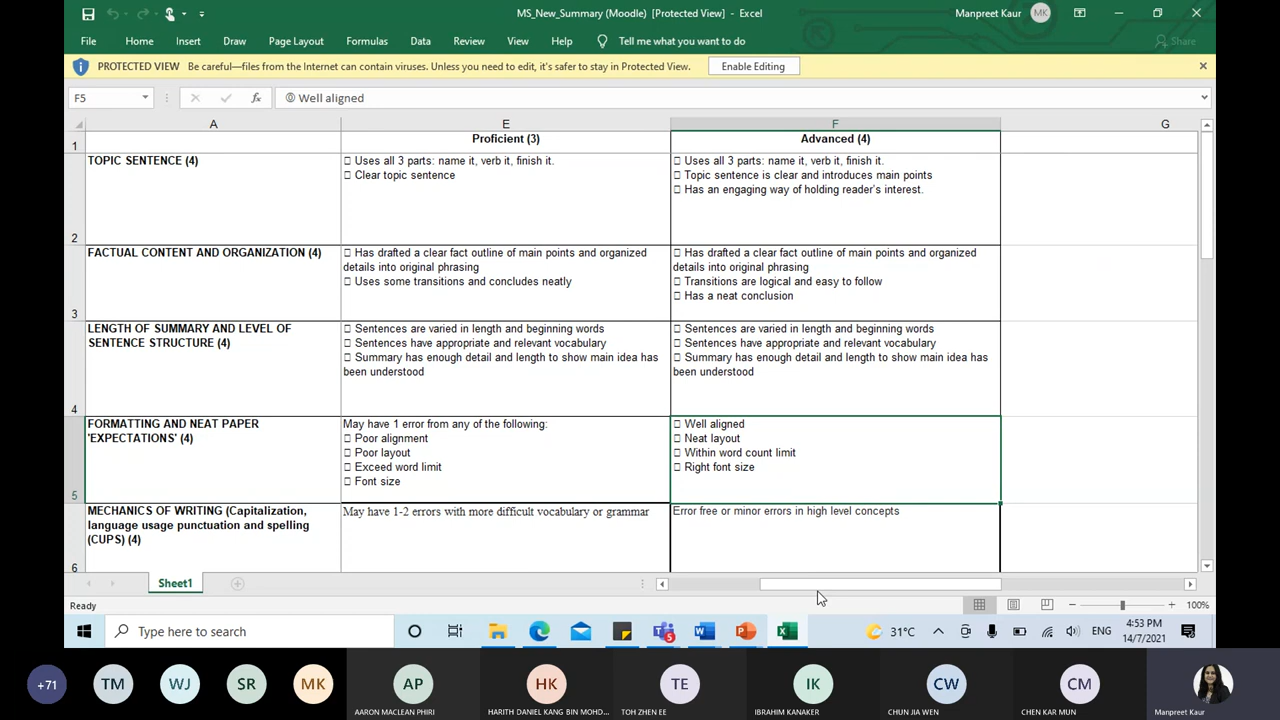 MS_New_Summary (Moodle) [Protected View] - Excel
Manpreet Kaur
MK
File Home Insert Draw Page Layout Formulas Data Review View Help Tell me what you want to do
Share
PROTECTED VIEW Be careful—files from the Internet can contain viruses. Unless you need to edit, it's safer to stay in Protected View. Enable Editing
F5
fx
Well aligned
A E F G
1
Proficient (3)
Advanced (4)
TOPIC SENTENCE (4)
Uses all 3 parts: name it, verb it, finish it.
Clear topic sentence
Uses all 3 parts: name it, verb it, finish it.
Topic sentence is clear and introduces main points
Has an engaging way of holding reader's interest.
2
FACTUAL CONTENT AND ORGANIZATION (4)
Has drafted a clear fact outline of main points and organized
details into original phrasing
Uses some transitions and concludes neatly
Has drafted a clear fact outline of main points and organized
details into original phrasing
Transitions are logical and easy to follow
Has a neat conclusion
3
LENGTH OF SUMMARY AND LEVEL OF
SENTENCE STRUCTURE (4)
Sentences are varied in length and beginning words
Sentences have appropriate and relevant vocabulary
Summary has enough detail and length to show main idea has
been understood
Sentences are varied in length and beginning words
Sentences have appropriate and relevant vocabulary
Summary has enough detail and length to show main idea has
been understood
4
FORMATTING AND NEAT PAPER
'EXPECTATIONS' (4)
May have 1 error from any of the following:
Poor alignment
Poor layout
Exceed word limit
Font size
Well aligned
Neat layout
Within word count limit
Right font size
5
MECHANICS OF WRITING (Capitalization,
language usage punctuation and spelling
(CUPS) (4)
May have 1-2 errors with more difficult vocabulary or grammar
Error free or minor errors in high level concepts
6
Sheet1
Ready
100%
Type here to search
5
31°C
ENG
4:53 PM
14/7/2021
+71
TM
WJ
SR
MK
AP
AARON MACLEAN PHIRI
HK
HARITH DANIEL KANG BIN MOHD...
TE
TOH ZHEN EE
IK
IBRAHIM KANAKER
CW
CHUN JIA WEN
CM
CHEN KAR MUN
Manpreet Kaur